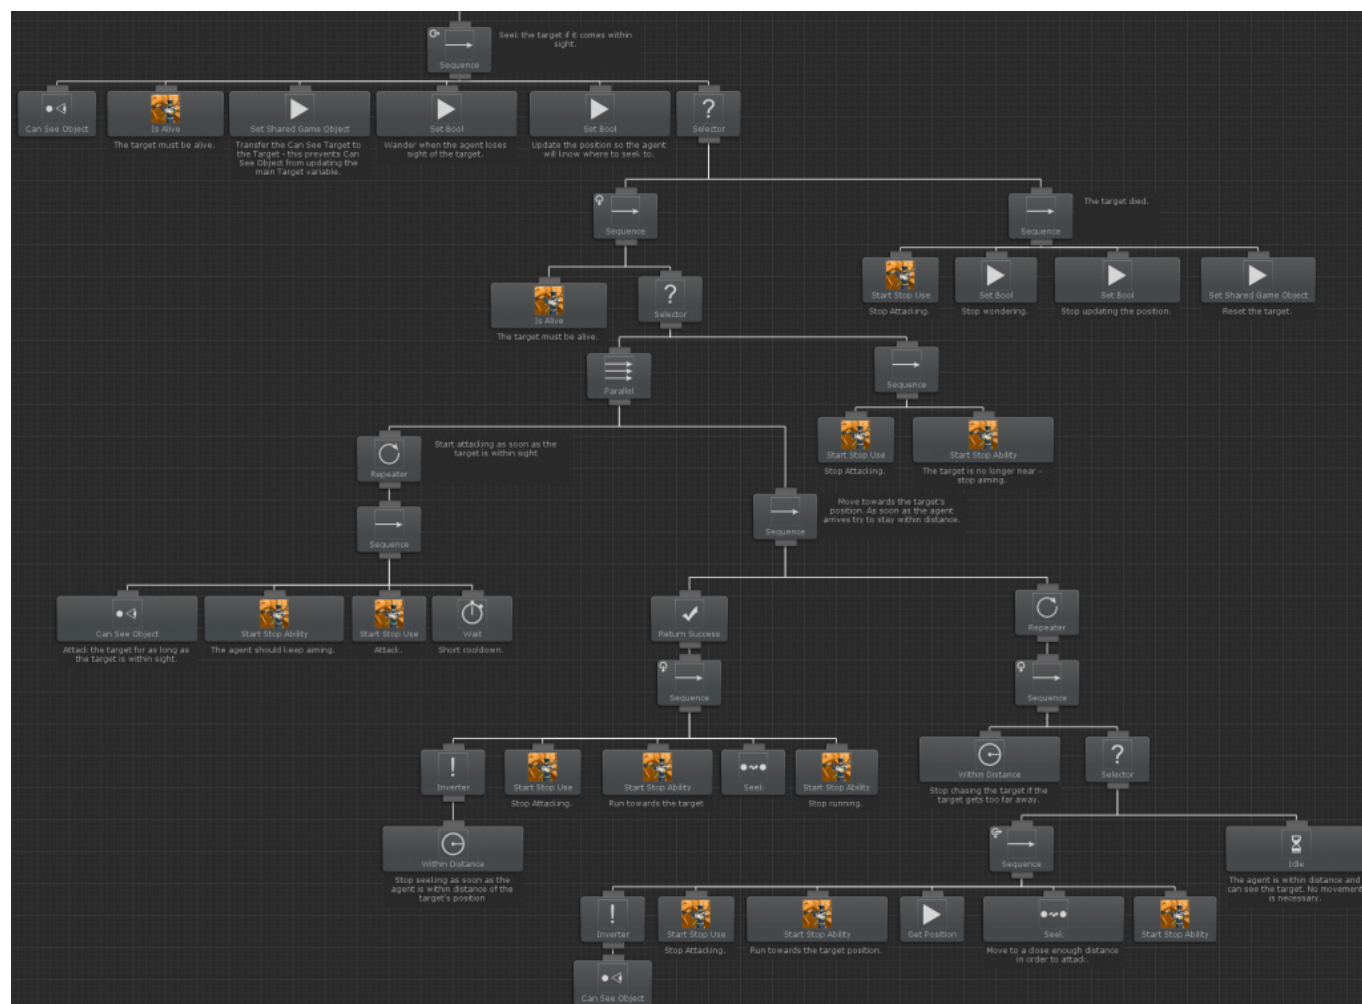 Seek the target if it comes within
sight.
Sequence
Can See Object
Is Alive
Set Shared Game Object
Set Bool
Set Bool
Selector
The target must be alive.
Transfer the Can See Target to
the Target - this prevents Can
See Object from updating the
main Target variable.
Wander when the agent loses
sight of the target.
Update the position so the agent
will know where to seek to.
Sequence
The target died.
Sequence
Is Alive
The target must be alive.
Selector
Start Stop Use
Stop Attacking.
Set Bool
Stop wondering.
Set Bool
Stop updating the position.
Set Shared Game Object
Reset the target.
Parallel
Sequence
Start Stop Use
Stop Attacking.
Start Stop Ability
The target is no longer near -
stop aiming.
Repeater
Start attacking as soon as the
target is within sight
Sequence
Sequence
Move towards the target's
position. As soon as the agent
arrives try to stay within distance.
Can See Object
Attack the target for as long as
the target is within sight.
Start Stop Ability
The agent should keep aiming.
Start Stop Use
Attack.
Wait
Short cooldown.
Return Success
Repeater
Sequence
Sequence
Inverter
Start Stop Use
Stop Attacking.
Start Stop Ability
Run towards the target
Seek
Start Stop Ability
Stop running.
Within Distance
Stop chasing the target if the
target gets too far away.
Selector
Within Distance
Stop seeking as soon as the
agent is within distance of the
target's position
Sequence
Idle
The agent is within distance and
can see the target. No movement
is necessary.
Inverter
Start Stop Use
Stop Attacking.
Start Stop Ability
Run towards the target position.
Get Position
Seek
Move to a close enough distance
in order to attack.
Start Stop Ability
Can See Object